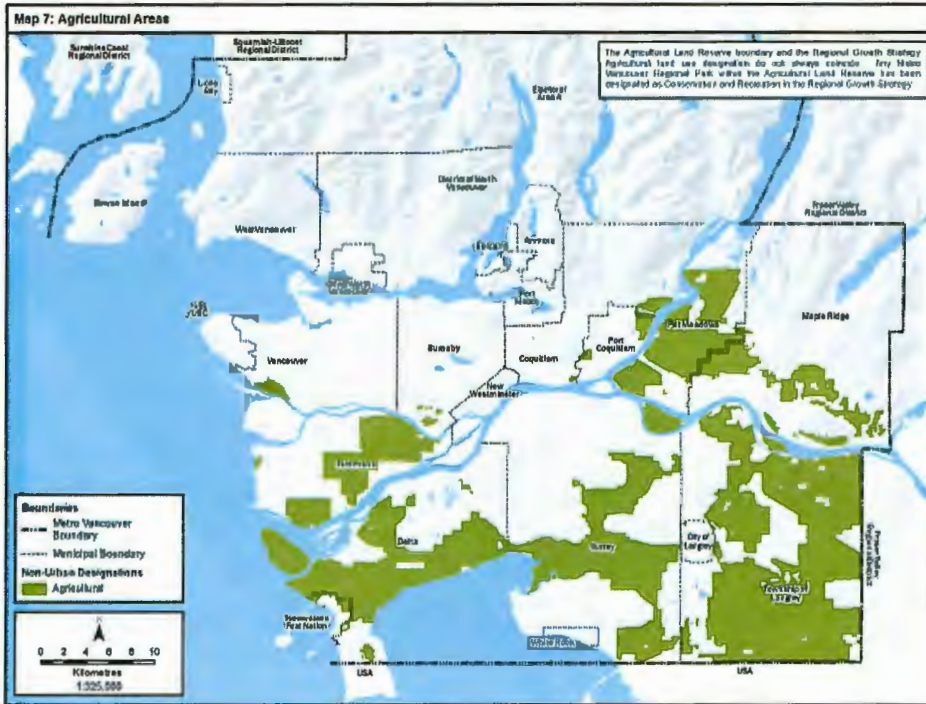 Map 7: Agricultural Areas
Sunshine Coast
Regional District
Squamish-Lillooet
Regional District
The Agricultural Land Reserve boundary and the Regional Growth Strategy
Agricultural land use designation do not always coincide. Any Metro
Vancouver Regional Park within the Agricultural Land Reserve has been
designated as Conservation and Recreation in the Regional Growth Strategy
Lions
Bay
Electoral
Area A
Bowen Island
District of North
Vancouver
West Vancouver
Fraser Valley
Regional District
Belcarra
Anmore
Port
Moody
Maple Ridge
Pitt Meadows
Vancouver
Burnaby
Coquitlam
Port
Coquitlam
New
Westminster
Richmond
Delta
Surrey
City of
Langley
Township of
Langley
Fraser Valley
Regional District
Tsawwassen
First Nation
White Rock
USA
USA
Boundaries
Metro Vancouver
Boundary
Municipal Boundary
Non-Urban Designations
Agricultural
0 2 4 6 8 10
Kilometres
1:325,000